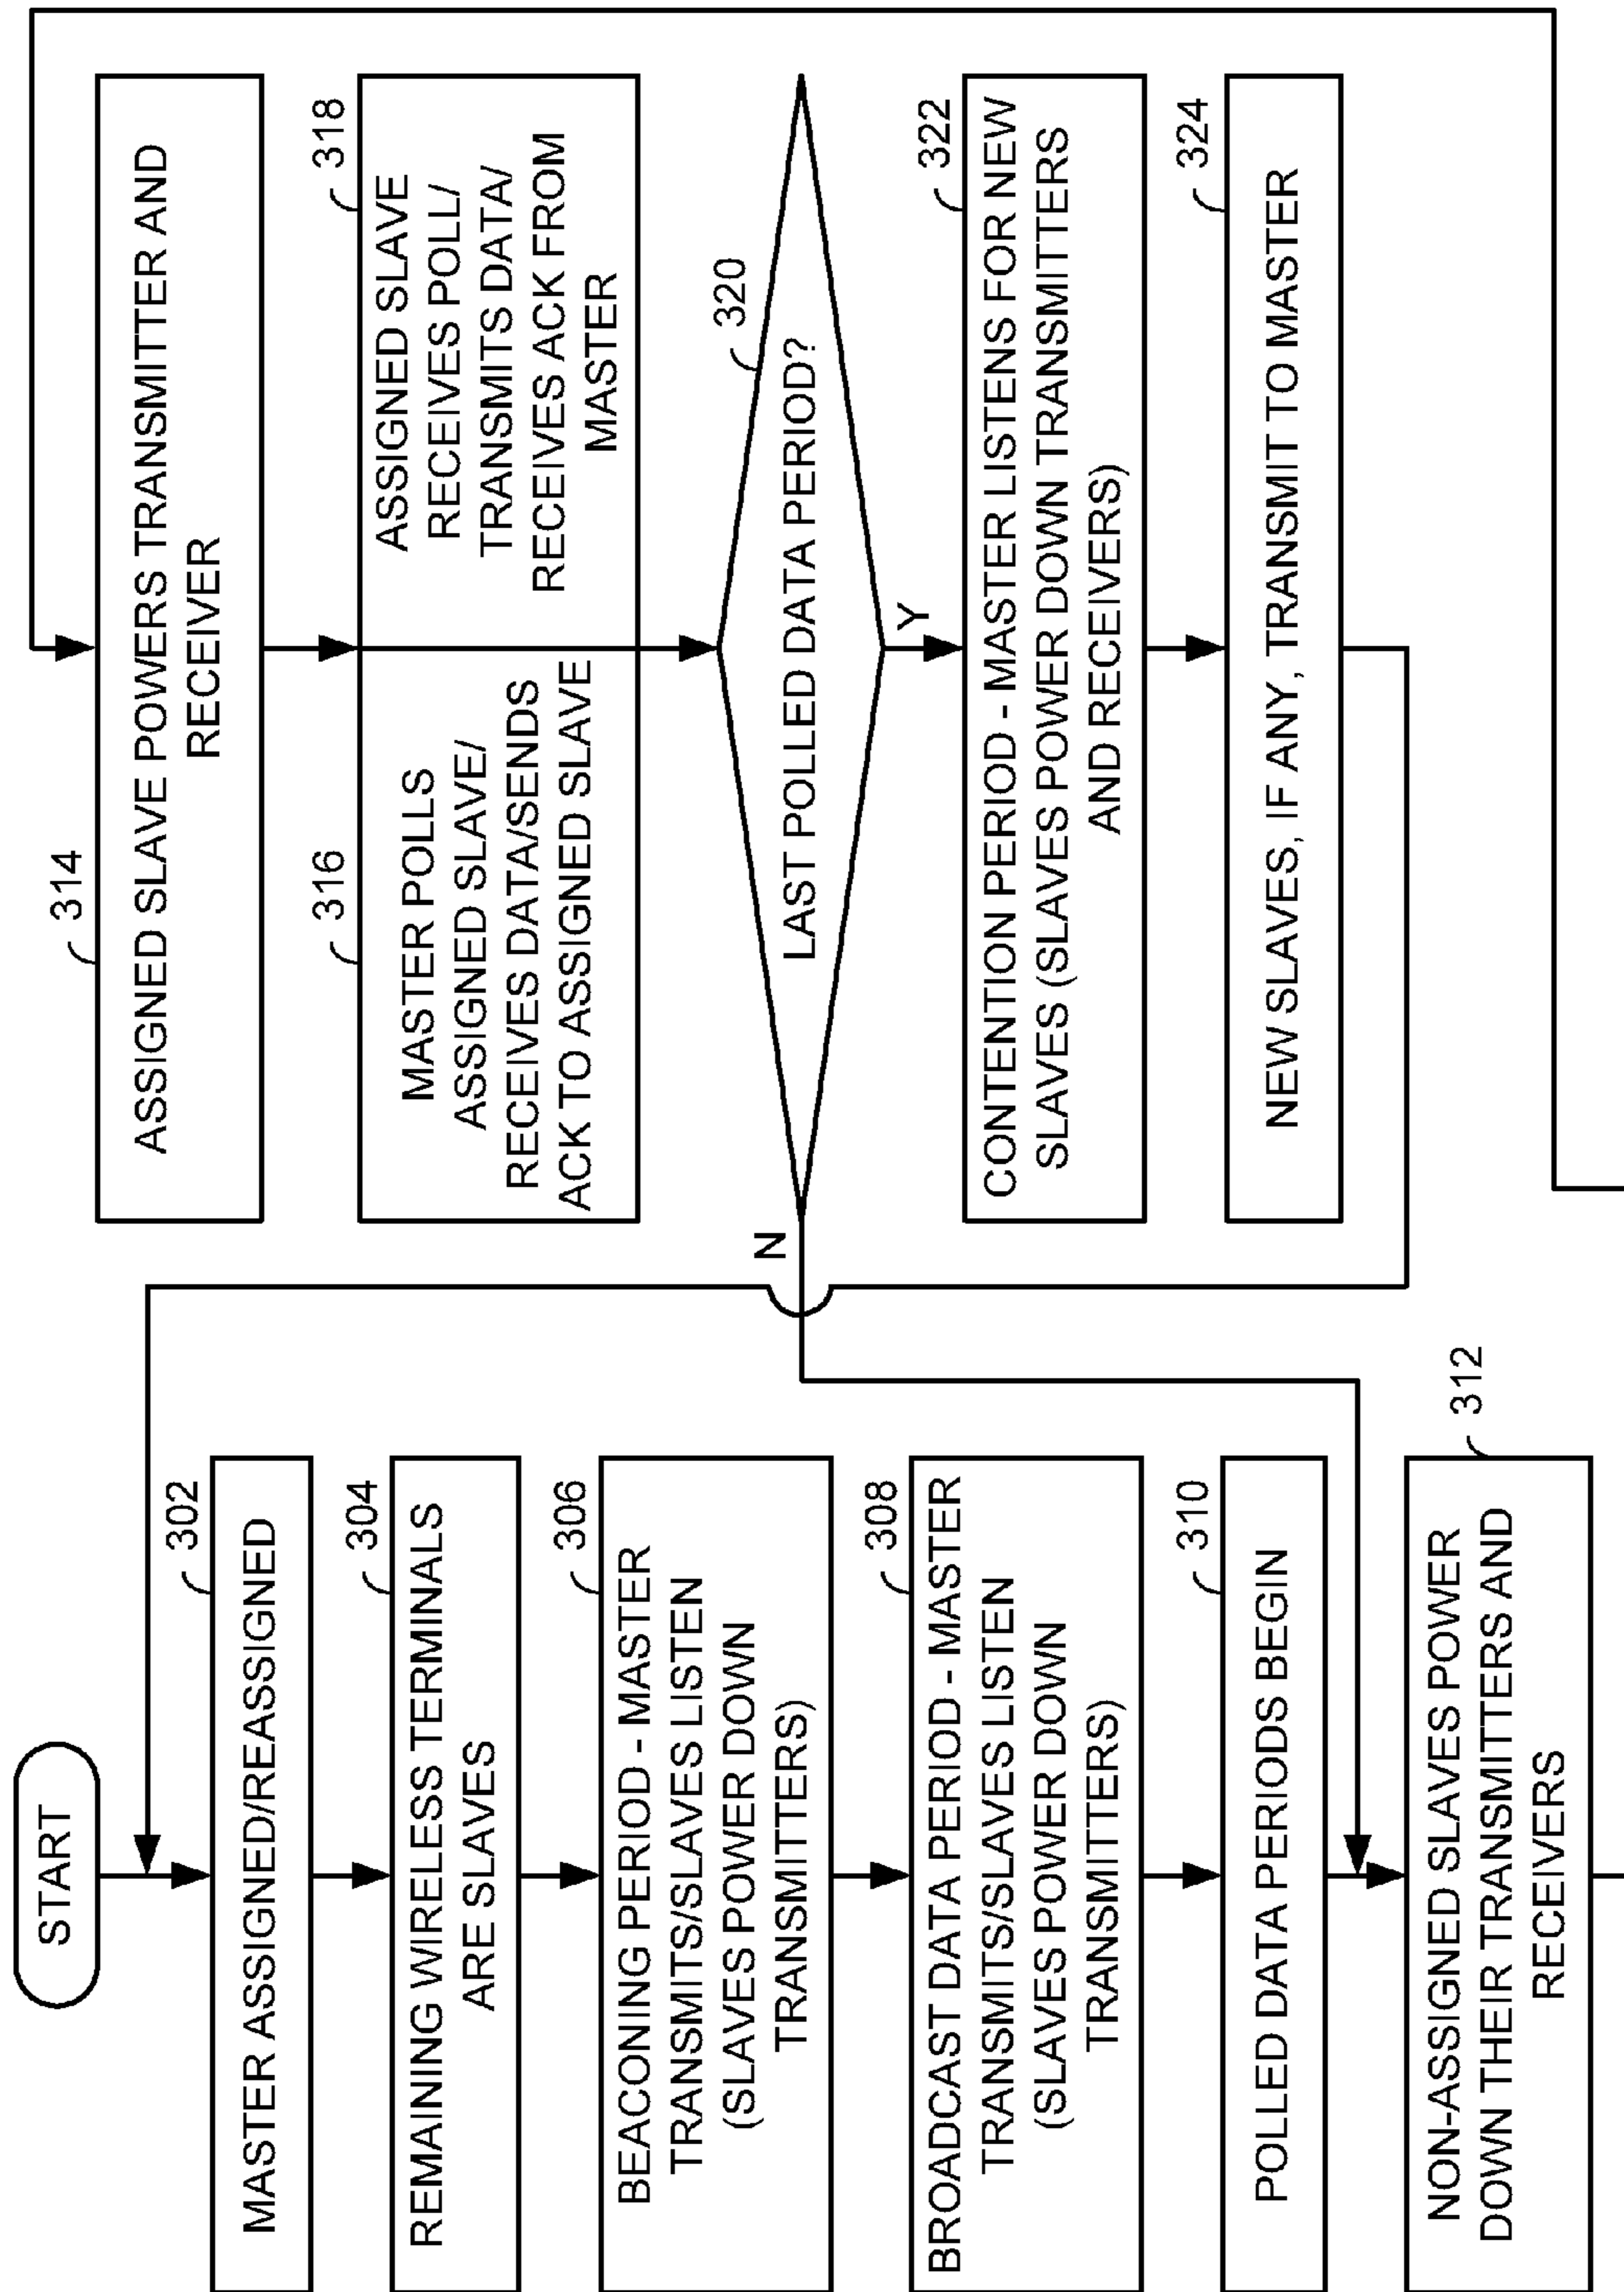 START
302
MASTER ASSIGNED/REASSIGNED
304
REMAINING WIRELESS TERMINALS
ARE SLAVES
306
BEACONING PERIOD - MASTER
TRANSMITS/SLAVES LISTEN
(SLAVES POWER DOWN
TRANSMITTERS)
308
BROADCAST DATA PERIOD - MASTER
TRANSMITS/SLAVES LISTEN
(SLAVES POWER DOWN
TRANSMITTERS)
310
POLLED DATA PERIODS BEGIN
312
NON-ASSIGNED SLAVES POWER
DOWN THEIR TRANSMITTERS AND
RECEIVERS
314
ASSIGNED SLAVE POWERS TRANSMITTER AND
RECEIVER
316
MASTER POLLS
ASSIGNED SLAVE/
RECEIVES DATA/SENDS
ACK TO ASSIGNED SLAVE
318
ASSIGNED SLAVE
RECEIVES POLL/
TRANSMITS DATA/
RECEIVES ACK FROM
MASTER
320
LAST POLLED DATA PERIOD?
N
Y
322
CONTENTION PERIOD - MASTER LISTENS FOR NEW
SLAVES (SLAVES POWER DOWN TRANSMITTERS
AND RECEIVERS)
324
NEW SLAVES, IF ANY, TRANSMIT TO MASTER